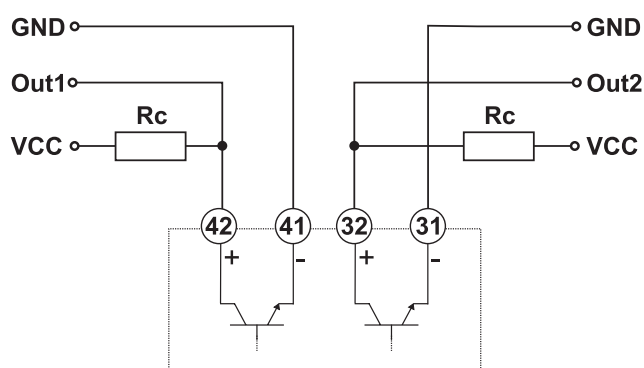 GND GND
Out1 Out2
Rc Rc
VCC VCC
42 41 32 31
+ - + -